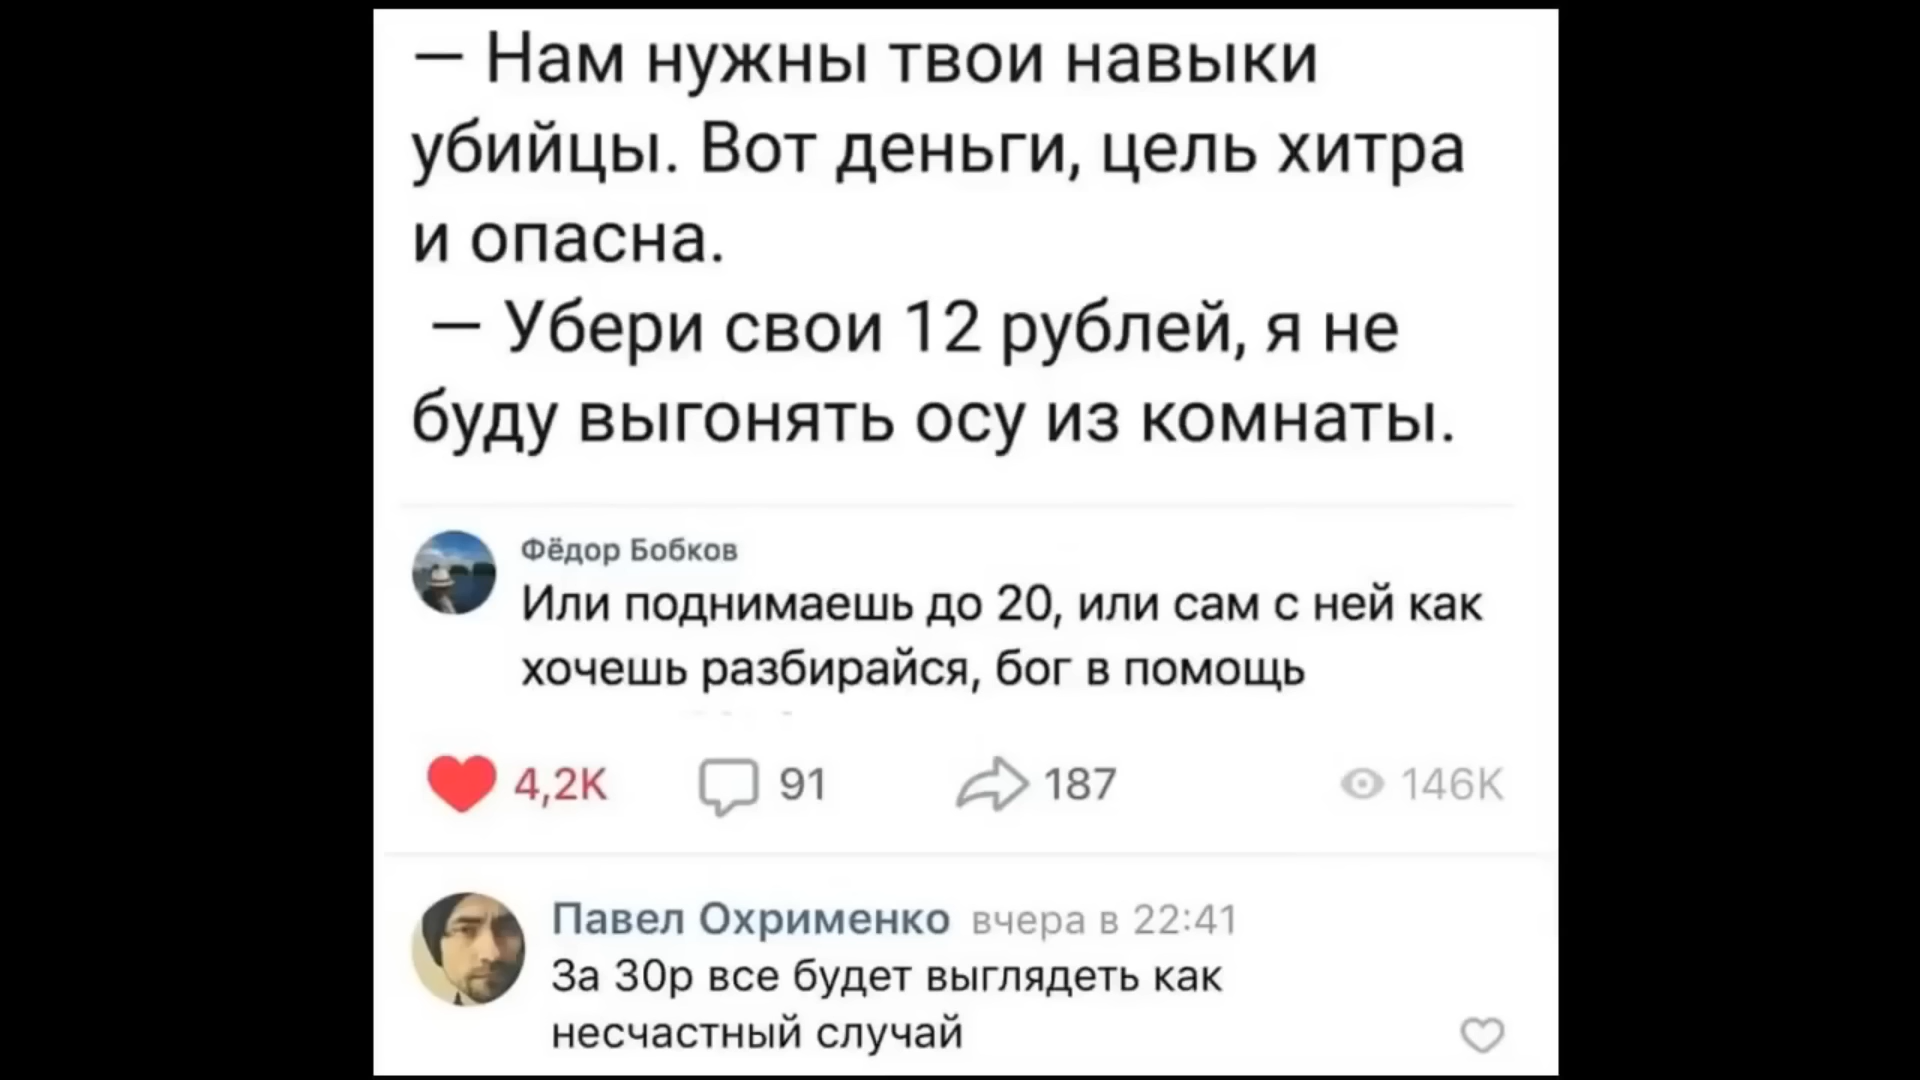 — Нам нужны твои навыки
убийцы. Вот деньги, цель хитра
и опасна.
— Убери свои 12 рублей, я не
буду выгонять осу из комнаты.
Фёдор Бобков
Или поднимаешь до 20, или сам с ней как
хочешь разбирайся, бог в помощь
4,2K 91 187 146K
Павел Охрименко вчера в 22:41
За 30р все будет выглядеть как
несчастный случай